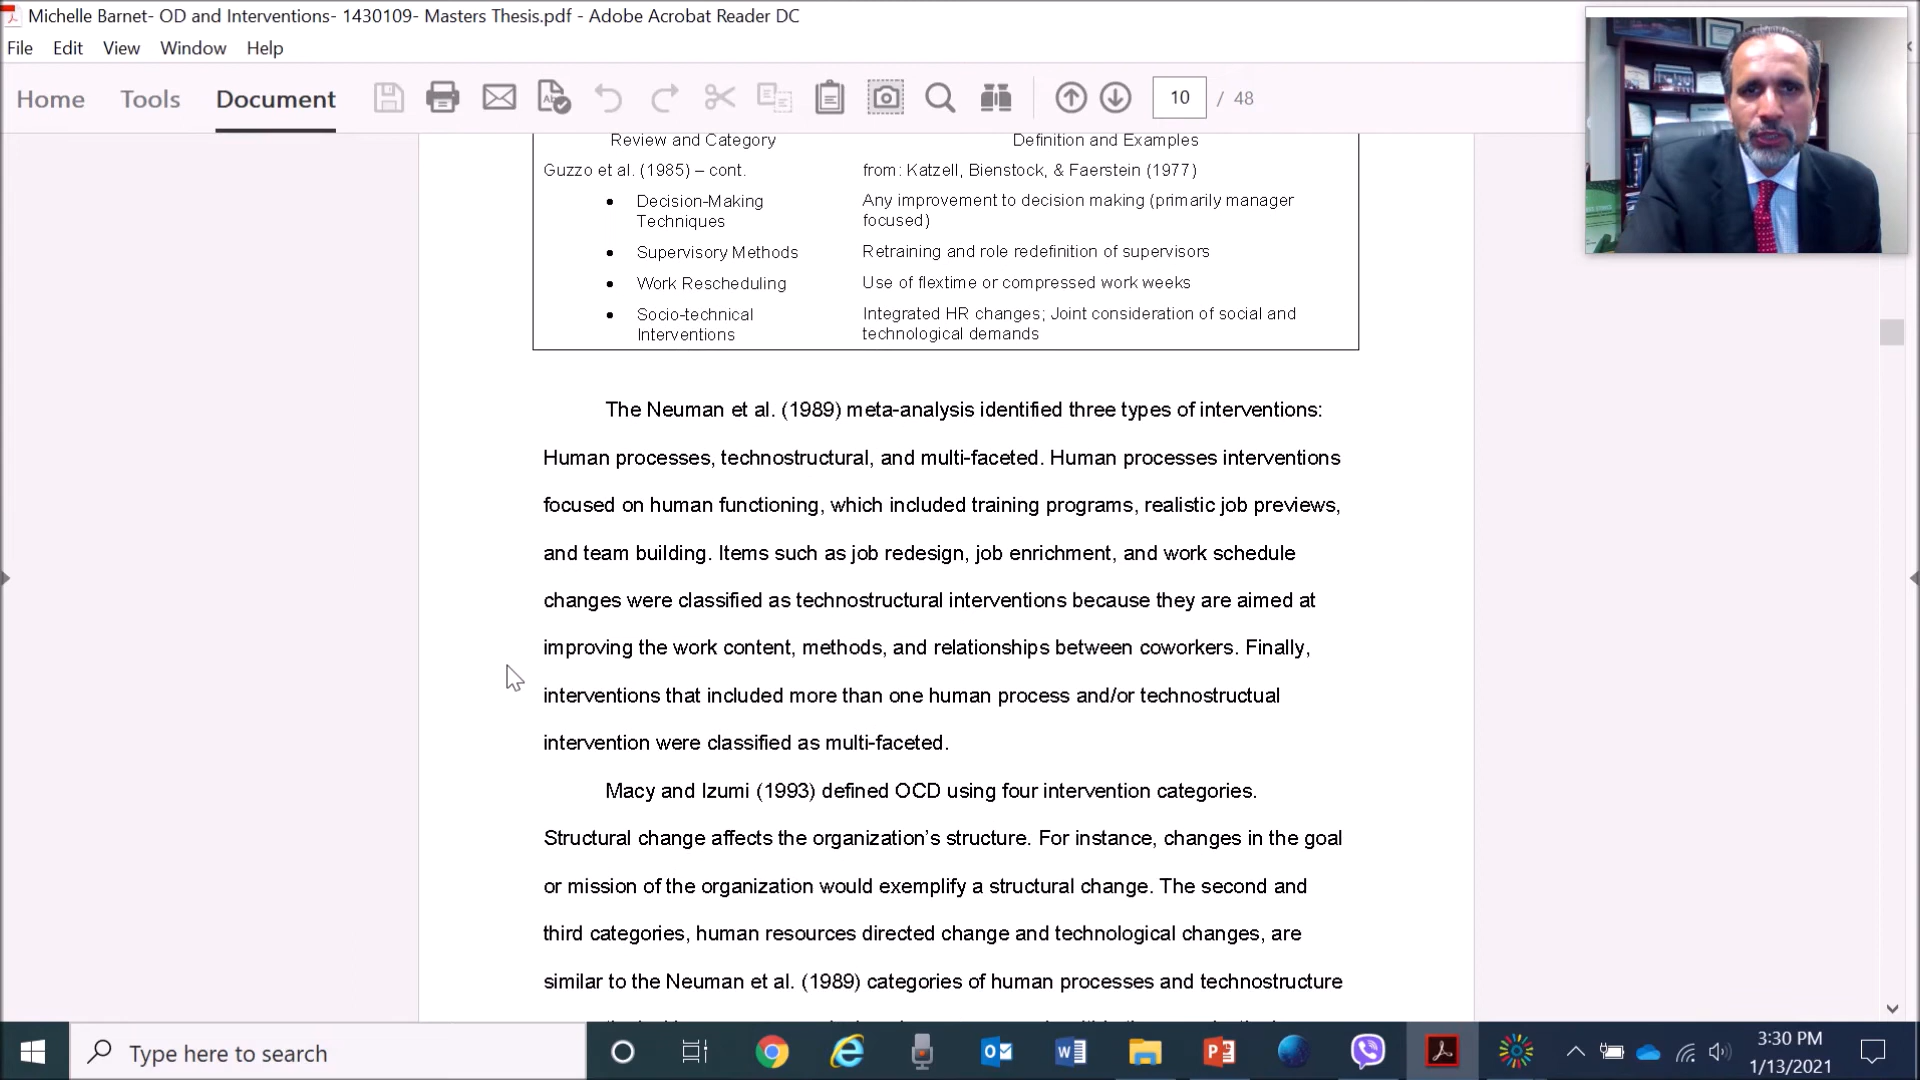 Michelle Barnet- OD and Interventions- 1430109- Masters Thesis.pdf - Adobe Acrobat Reader DC
File Edit View Window Help
Home Tools Document 10 / 48
Review and Category Definition and Examples
Guzzo et al. (1985) – cont. from: Katzell, Bienstock, & Faerstein (1977)
• Decision-Making Any improvement to decision making (primarily manager
Techniques focused)
• Supervisory Methods Retraining and role redefinition of supervisors
• Work Rescheduling Use of flextime or compressed work weeks
• Socio-technical Integrated HR changes; Joint consideration of social and
Interventions technological demands
The Neuman et al. (1989) meta-analysis identified three types of interventions:
Human processes, technostructural, and multi-faceted. Human processes interventions
focused on human functioning, which included training programs, realistic job previews,
and team building. Items such as job redesign, job enrichment, and work schedule
changes were classified as technostructural interventions because they are aimed at
improving the work content, methods, and relationships between coworkers. Finally,
interventions that included more than one human process and/or technostructual
intervention were classified as multi-faceted.
Macy and Izumi (1993) defined OCD using four intervention categories.
Structural change affects the organization's structure. For instance, changes in the goal
or mission of the organization would exemplify a structural change. The second and
third categories, human resources directed change and technological changes, are
similar to the Neuman et al. (1989) categories of human processes and technostructure
Type here to search
3:30 PM
1/13/2021